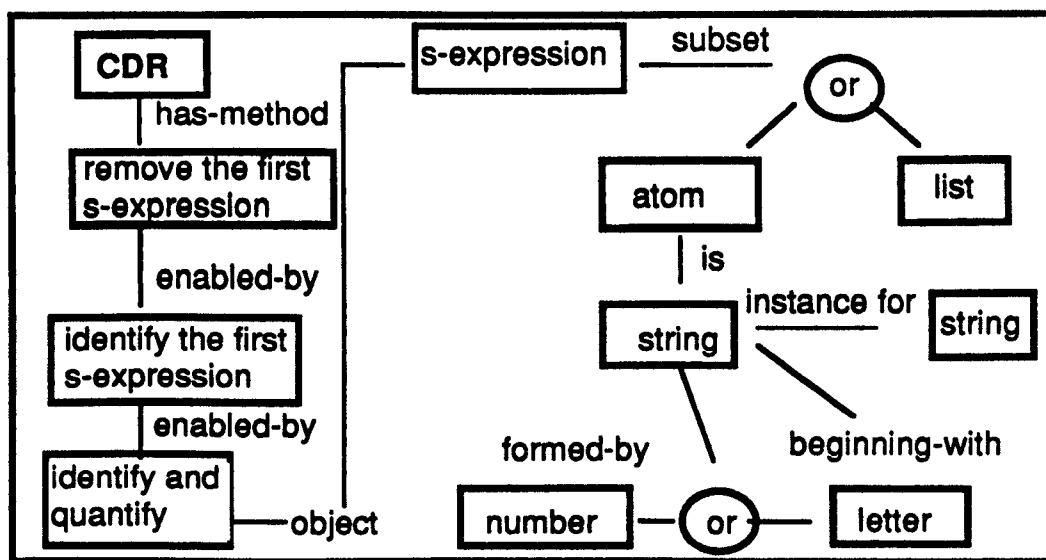 CDR
has-method
remove the first
s-expression
enabled-by
identify the first
s-expression
enabled-by
identify and
quantify
object
s-expression
subset
or
atom
list
is
string
instance for
string
formed-by
beginning-with
number
or
letter